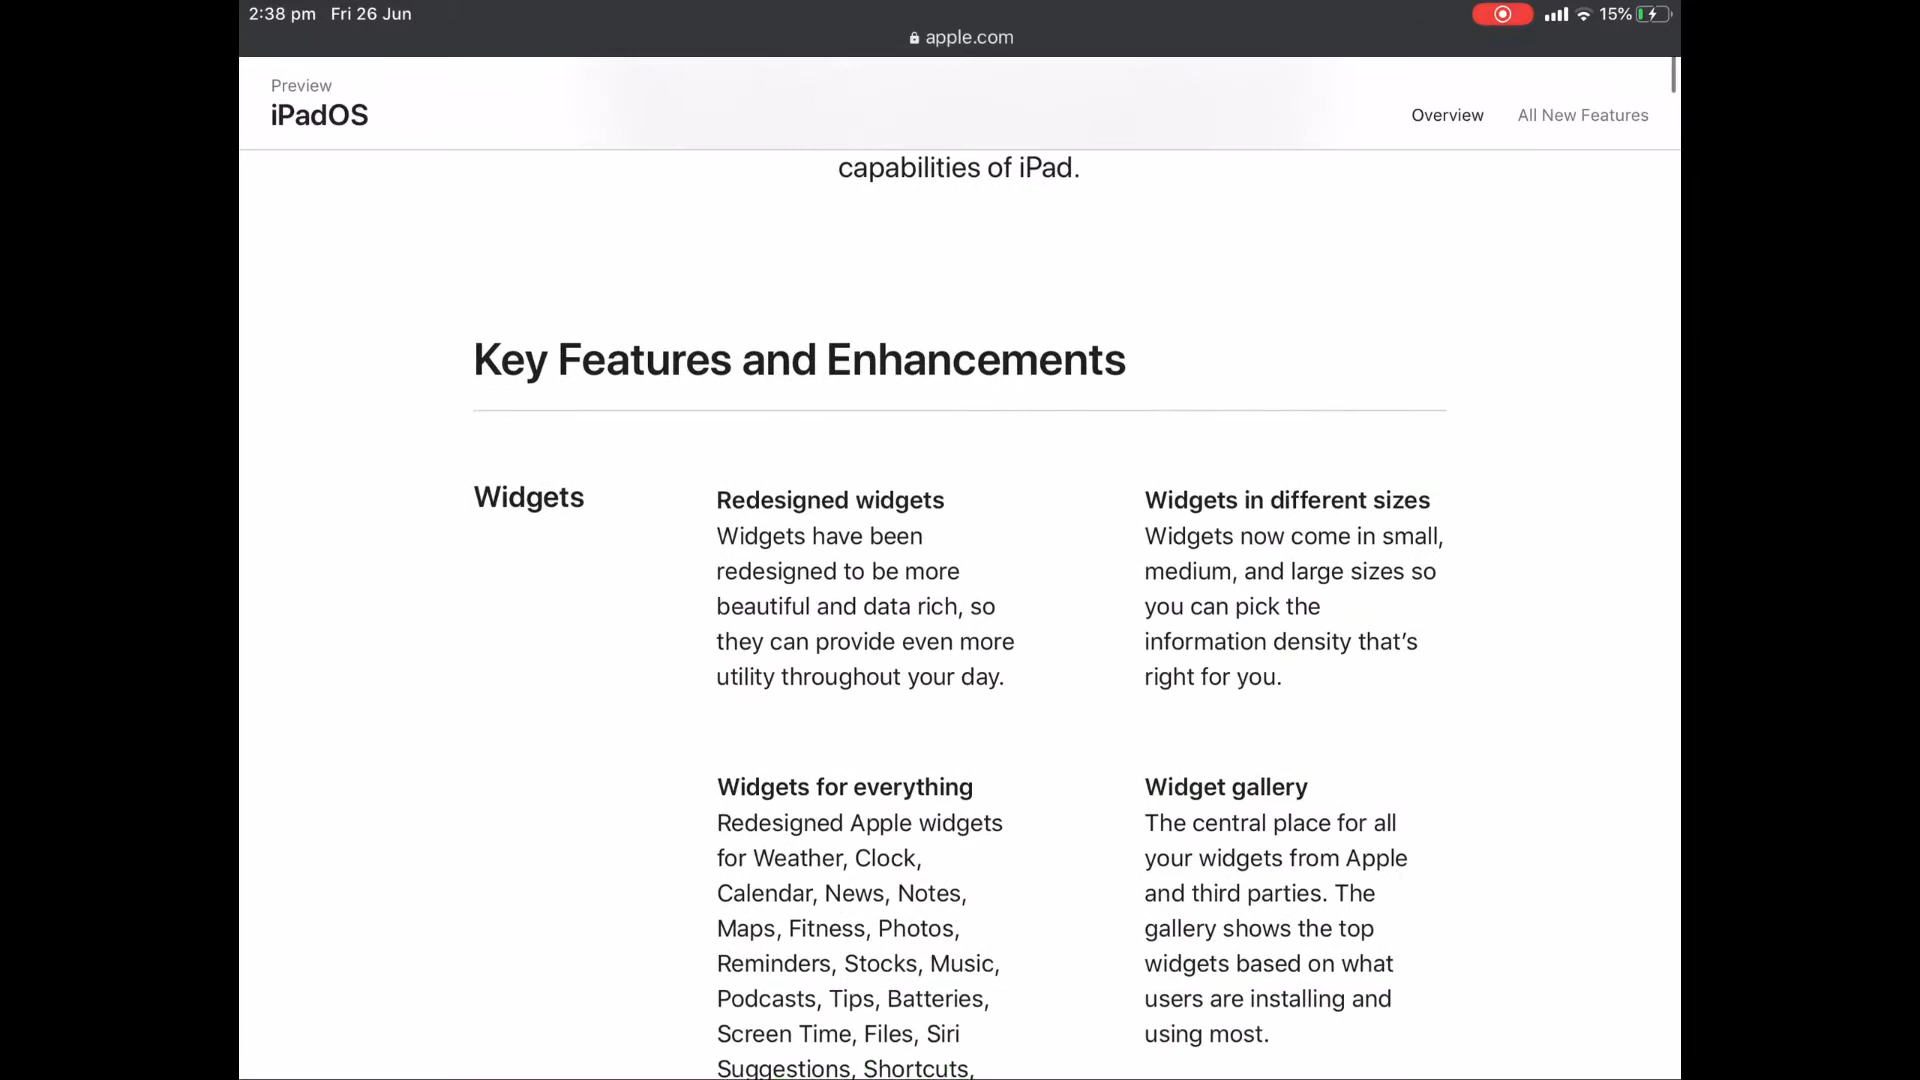 2:38 pm Fri 26 Jun
15%
apple.com
Preview
iPadOS
Overview
All New Features
capabilities of iPad.
Key Features and Enhancements
Widgets
Redesigned widgets
Widgets have been
redesigned to be more
beautiful and data rich, so
they can provide even more
utility throughout your day.
Widgets in different sizes
Widgets now come in small,
medium, and large sizes so
you can pick the
information density that’s
right for you.
Widgets for everything
Redesigned Apple widgets
for Weather, Clock,
Calendar, News, Notes,
Maps, Fitness, Photos,
Reminders, Stocks, Music,
Podcasts, Tips, Batteries,
Screen Time, Files, Siri
Suggestions, Shortcuts,
Widget gallery
The central place for all
your widgets from Apple
and third parties. The
gallery shows the top
widgets based on what
users are installing and
using most.